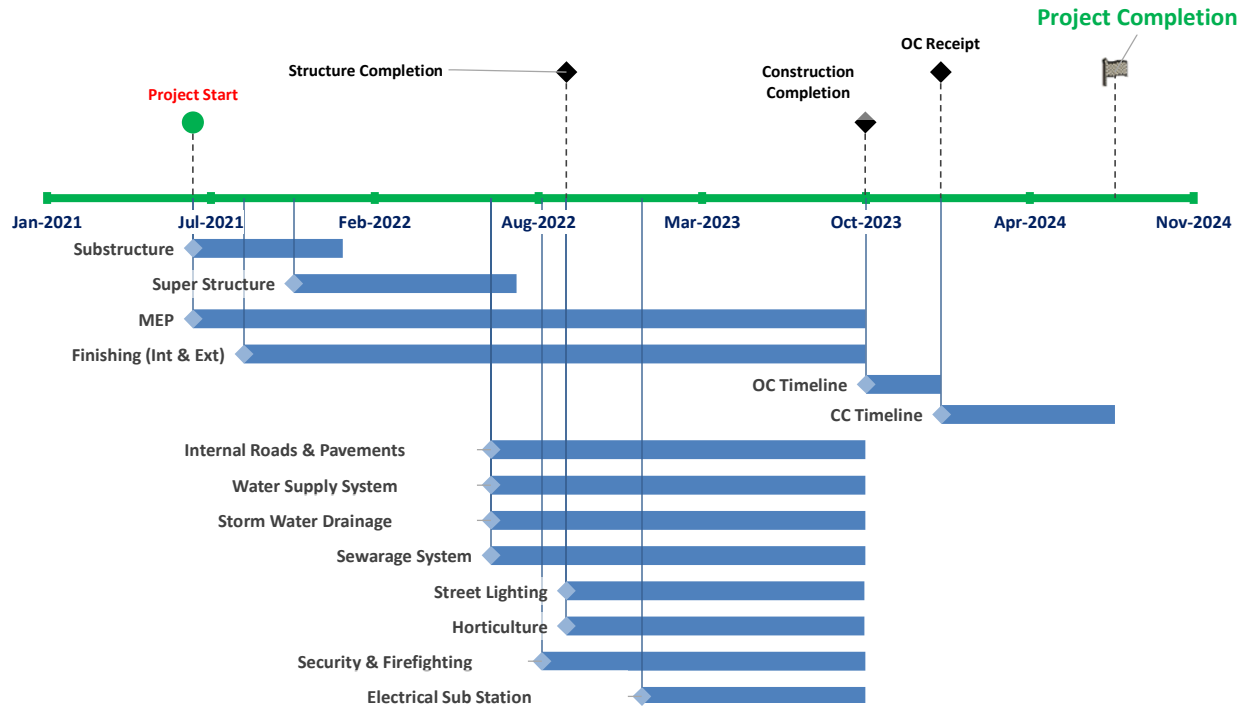 Project Completion
OC Receipt
Structure Completion
Construction
Completion
Project Start
Jan-2021
Jul-2021
Feb-2022
Aug-2022
Mar-2023
Oct-2023
Apr-2024
Nov-2024
Substructure
Super Structure
MEP
Finishing (Int & Ext)
OC Timeline
CC Timeline
Internal Roads & Pavements
Water Supply System
Storm Water Drainage
Sewarage System
Street Lighting
Horticulture
Security & Firefighting
Electrical Sub Station